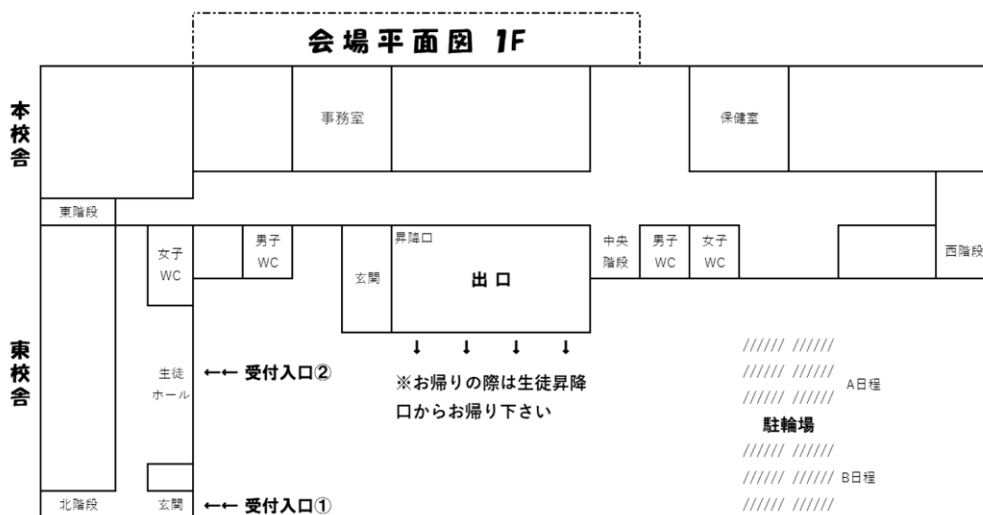 会場平面図 1F
本校舎
事務室
保健室
東階段
女子
WC
男子
WC
玄関
昇降口
出口
中央
階段
男子
WC
女子
WC
西階段
東校舎
生徒
ホール
←← 受付入口②
↓ ↓ ↓ ↓
※お帰りの際は生徒昇降
口からお帰り下さい
////// //////
////// //////
A日程
////// //////
駐輪場
////// //////
////// //////
B日程
////// //////
北階段
玄関
←← 受付入口①